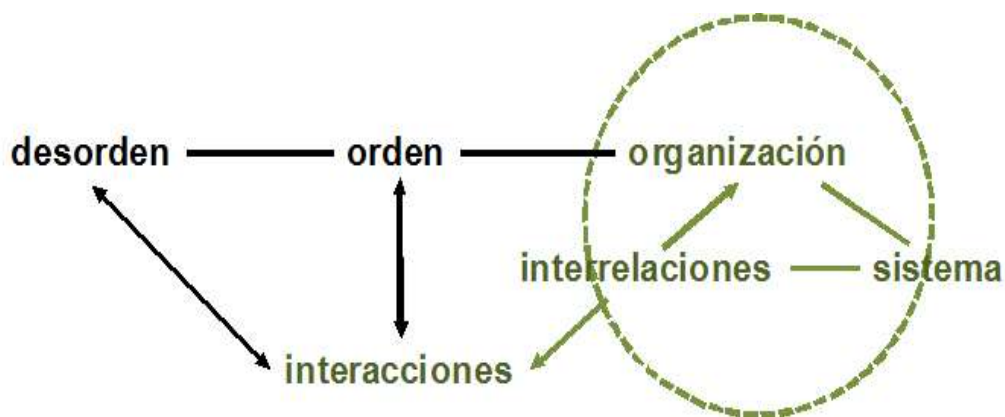 desorden orden organización
interrelaciones sistema
interacciones